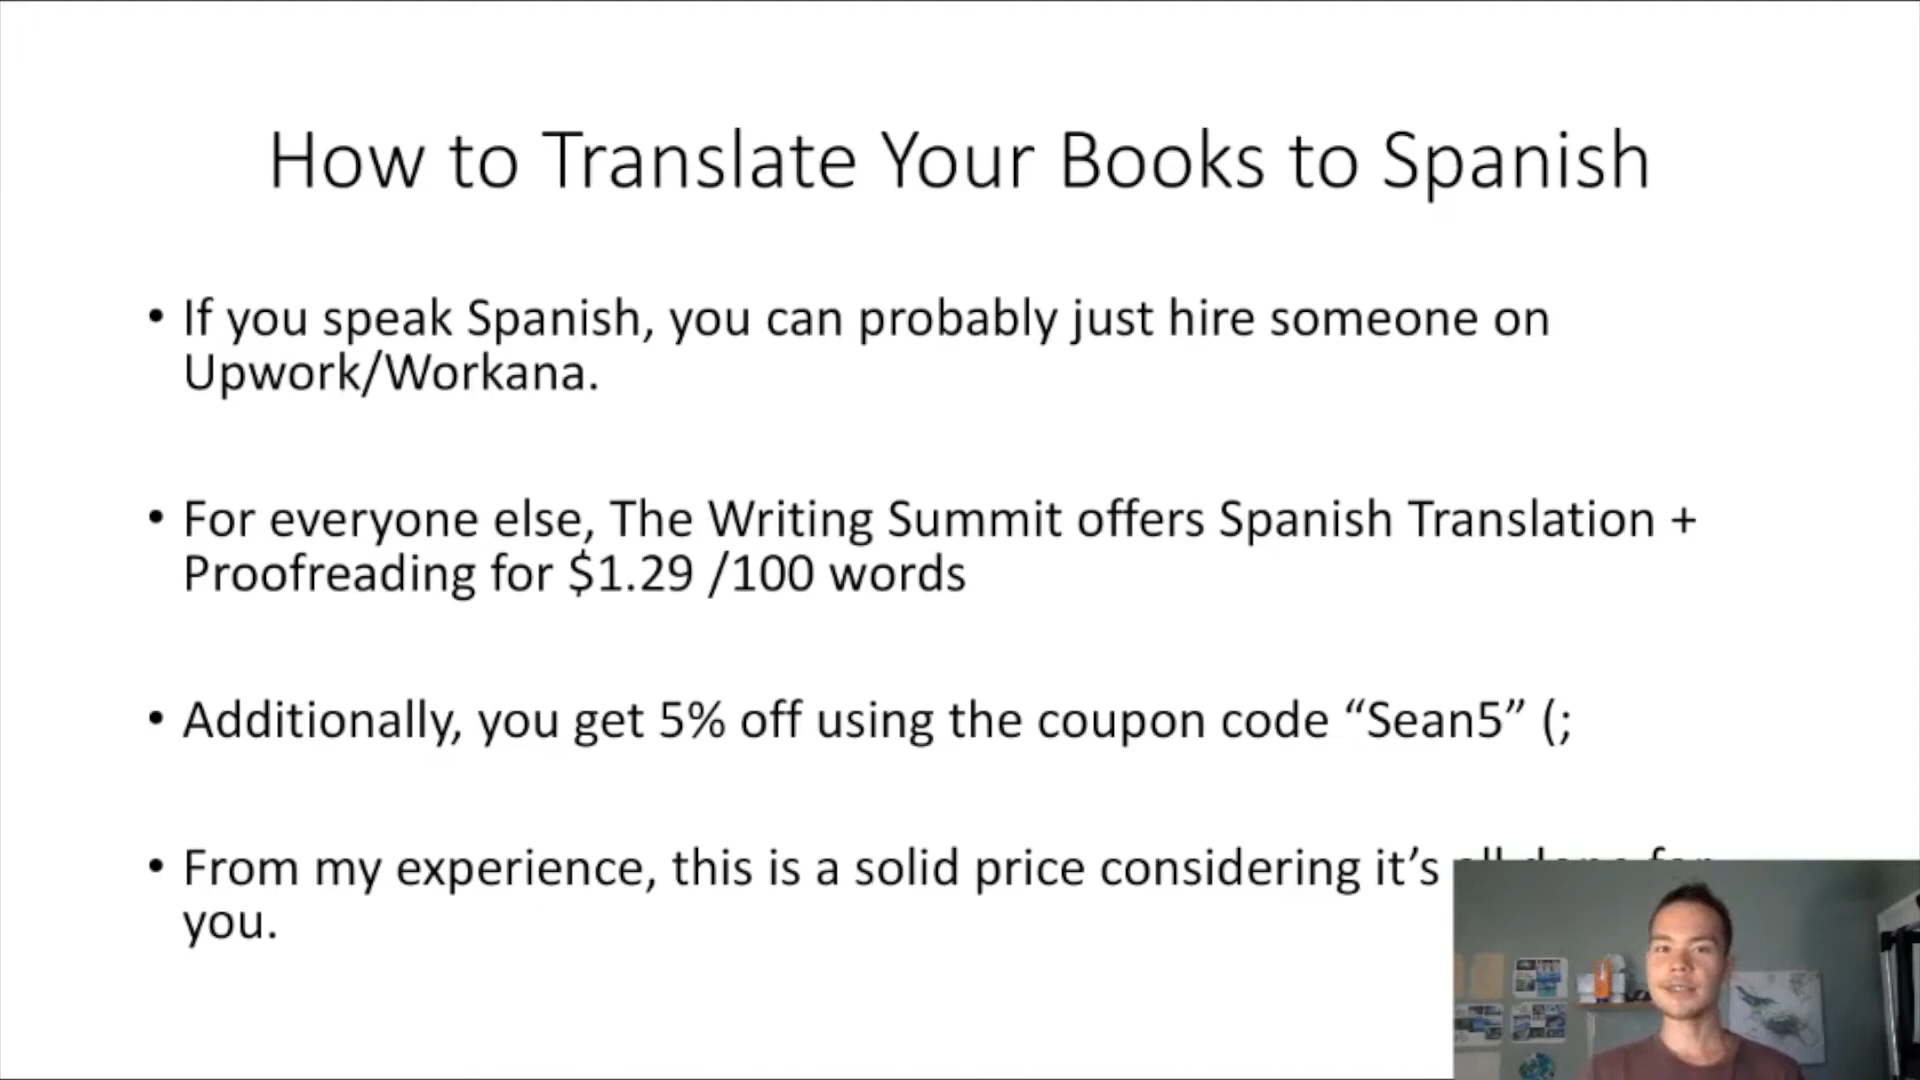 How to Translate Your Books to Spanish
• If you speak Spanish, you can probably just hire someone on
Upwork/Workana.
• For everyone else, The Writing Summit offers Spanish Translation +
Proofreading for $1.29 /100 words
• Additionally, you get 5% off using the coupon code “Sean5” (;
• From my experience, this is a solid price considering it’s
you.